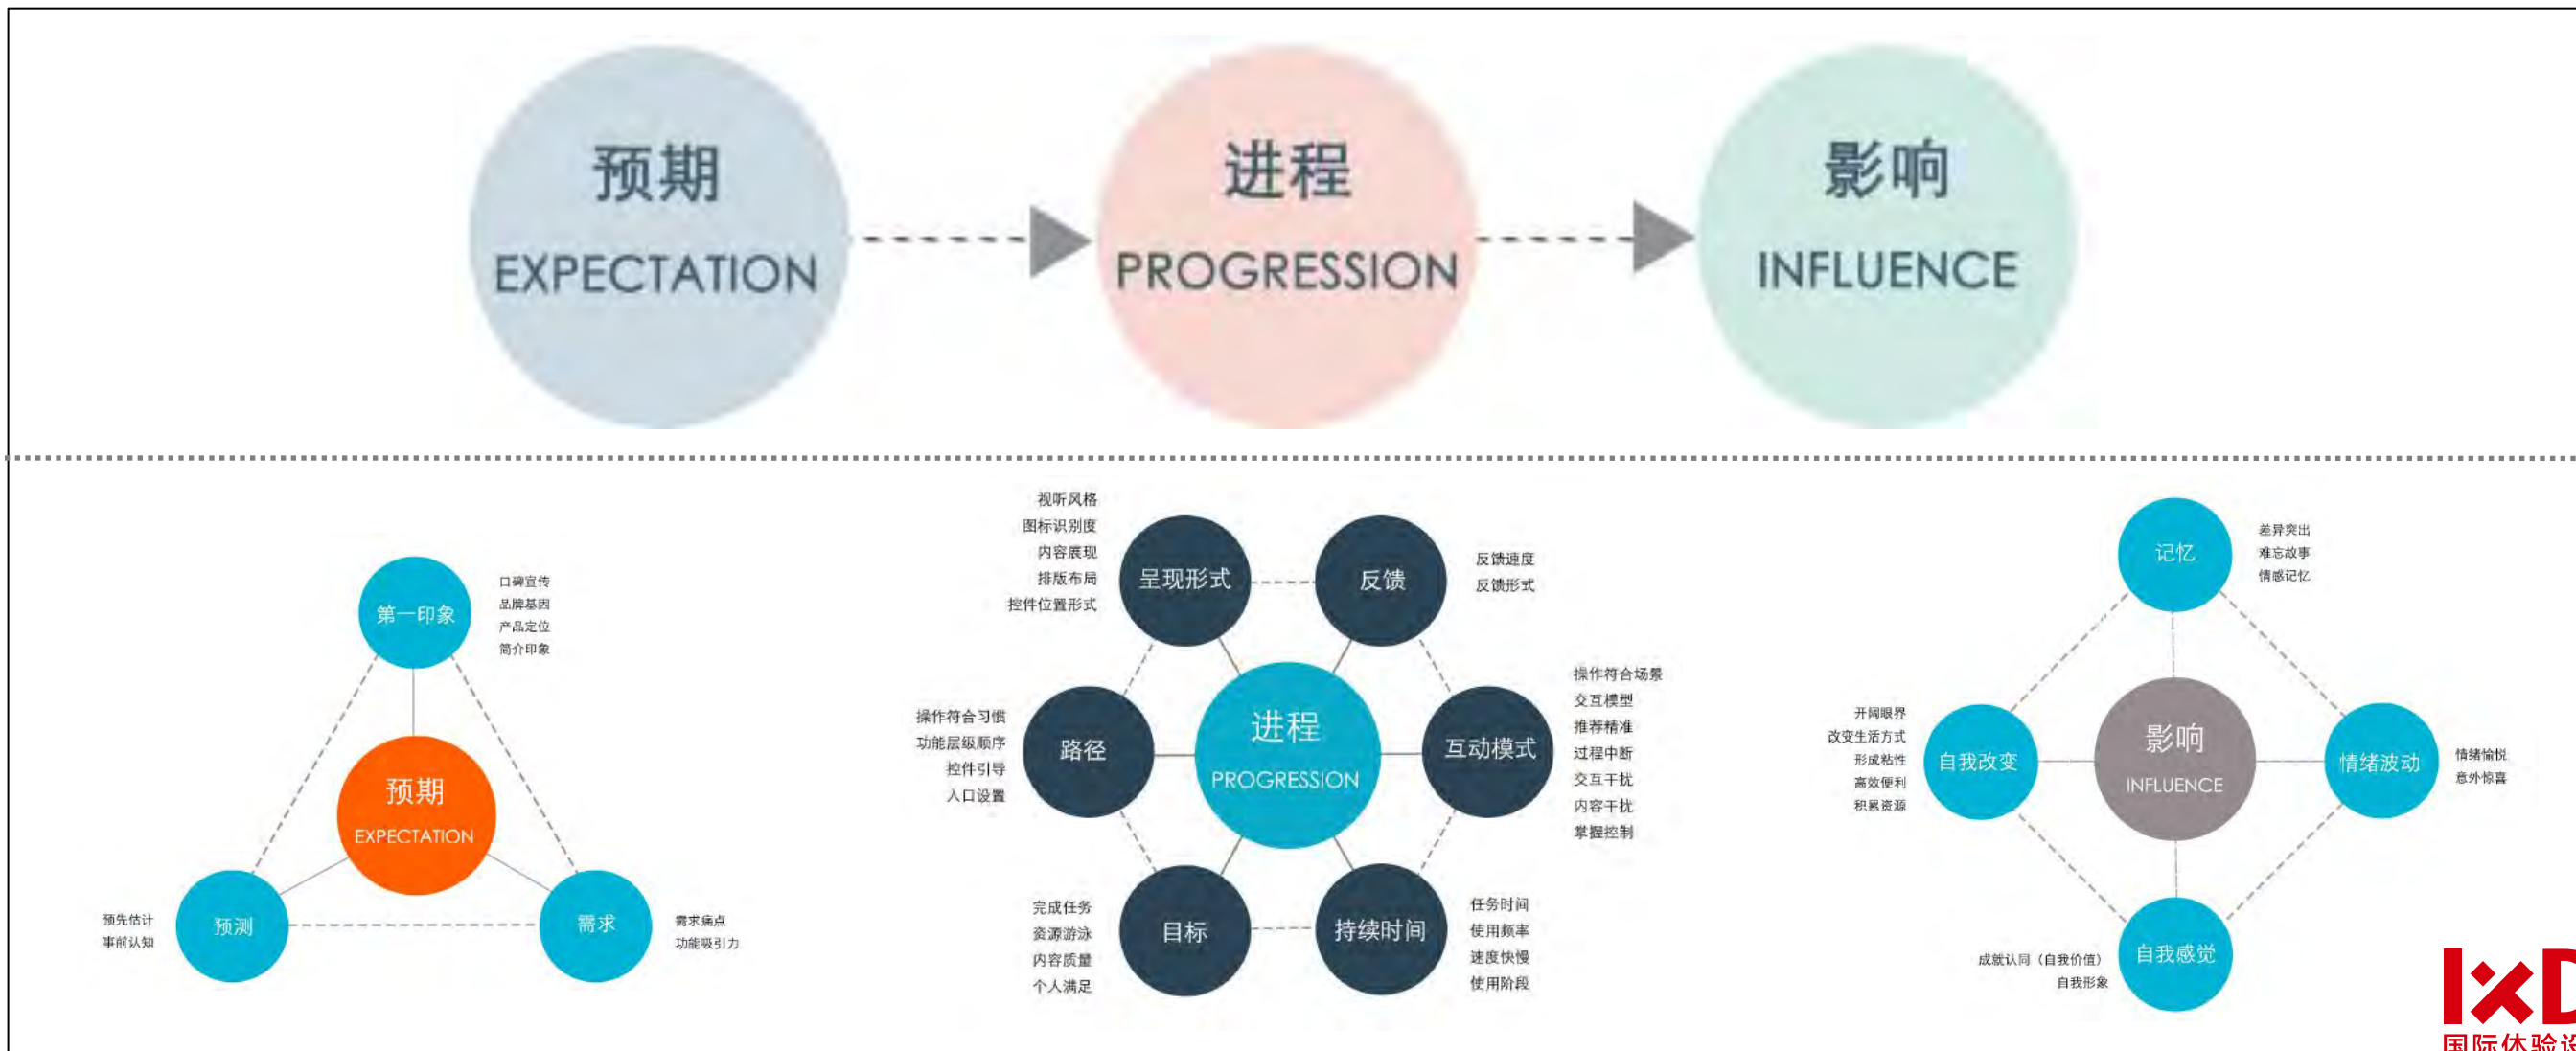 预期
EXPECTATION
进程
PROGRESSION
影响
INFLUENCE
第一印象
口碑宣传
品牌基因
产品定位
简介印象
预期
EXPECTATION
预先估计
事前认知
预测
需求
需求痛点
功能吸引力
视听风格
图标识别度
内容展现
排版布局
控件位置形式
呈现形式
反馈
反馈速度
反馈形式
操作符合习惯
功能层级顺序
控件引导
入口设置
路径
进程
PROGRESSION
互动模式
操作符合场景
交互模型
推荐精准
过程中断
交互干扰
内容干扰
掌握控制
完成任务
资源游泳
内容质量
个人满足
目标
持续时间
任务时间
使用频率
速度快慢
使用阶段
记忆
差异突出
难忘故事
情感记忆
开阔眼界
改变生活方式
形成粘性
高效便利
积累资源
自我改变
影响
INFLUENCE
情绪波动
情绪愉悦
意外惊喜
成就认同（自我价值）
自我形象
自我感觉
IXD
国际体验设